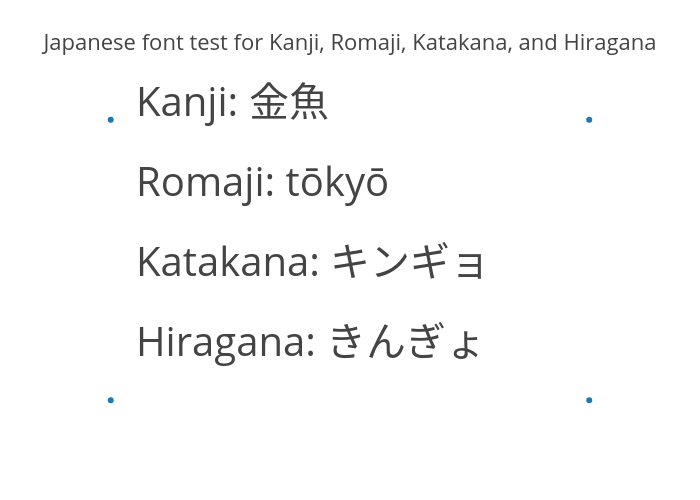 Japanese font test for Kanji, Romaji, Katakana, and Hiragana
Kanji: 金魚
Romaji: tōkyō
Katakana: キンギョ
Hiragana: きんぎょ